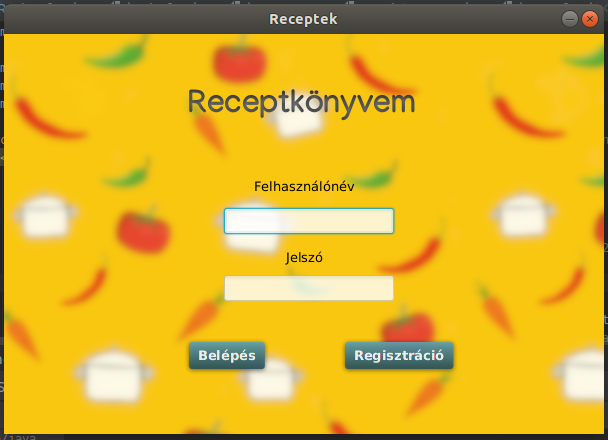 Receptek
Receptkönyvem
Felhasználónév
Jelszó
Belépés
Regisztráció